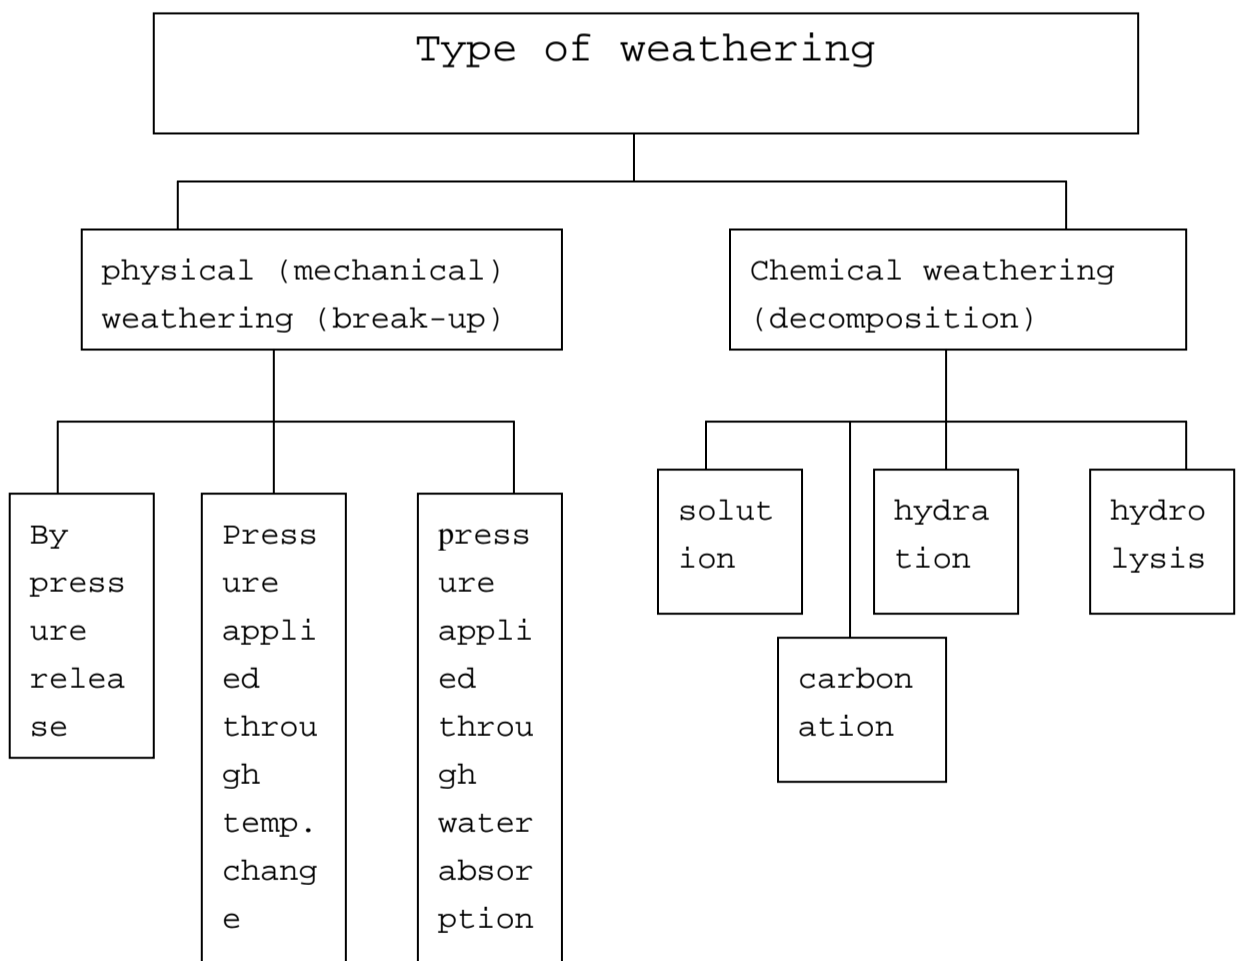 Type of weathering
physical (mechanical)
weathering (break-up)
Chemical weathering
(decomposition)
By
press
ure
relea
se
Press
ure
appli
ed
throu
gh
temp.
chang
e
press
ure
appli
ed
throu
gh
water
absor
ption
solut
ion
carbon
ation
hydra
tion
hydro
lysis